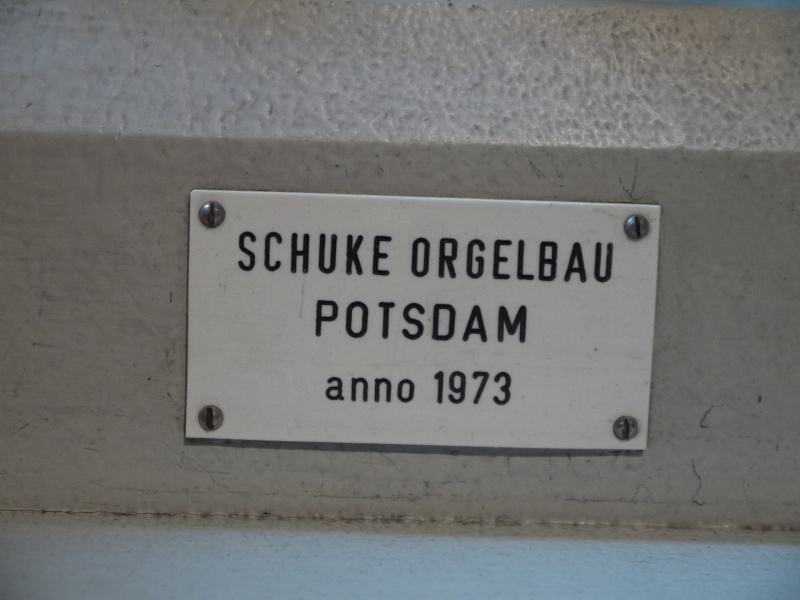 SCHUKE ORGELBAU
POTSDAM
anno 1973